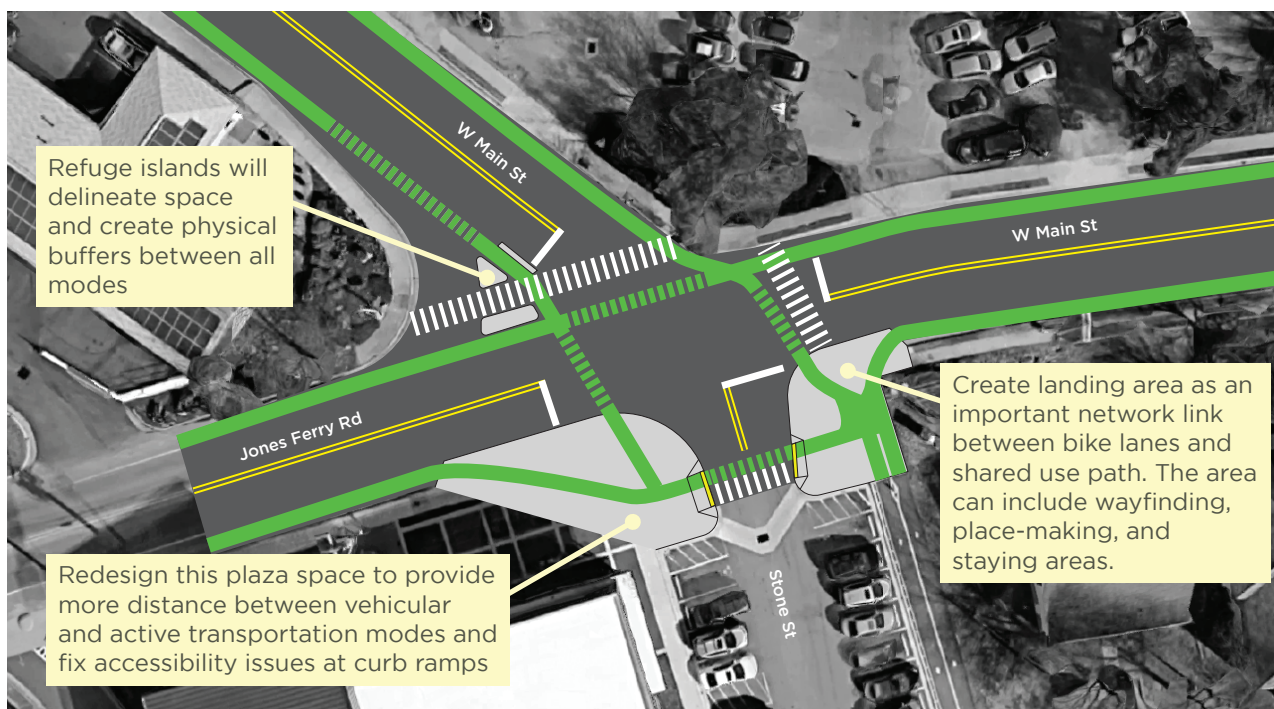 W Main St
Refuge islands will
delineate space
and create physical
buffers between all
modes
W Main St
Jones Ferry Rd
Create landing area as an
important network link
between bike lanes and
shared use path. The area
can include wayfinding,
place-making, and
staying areas.
Redesign this plaza space to provide
more distance between vehicular
and active transportation modes and
fix accessibility issues at curb ramps
Stone St